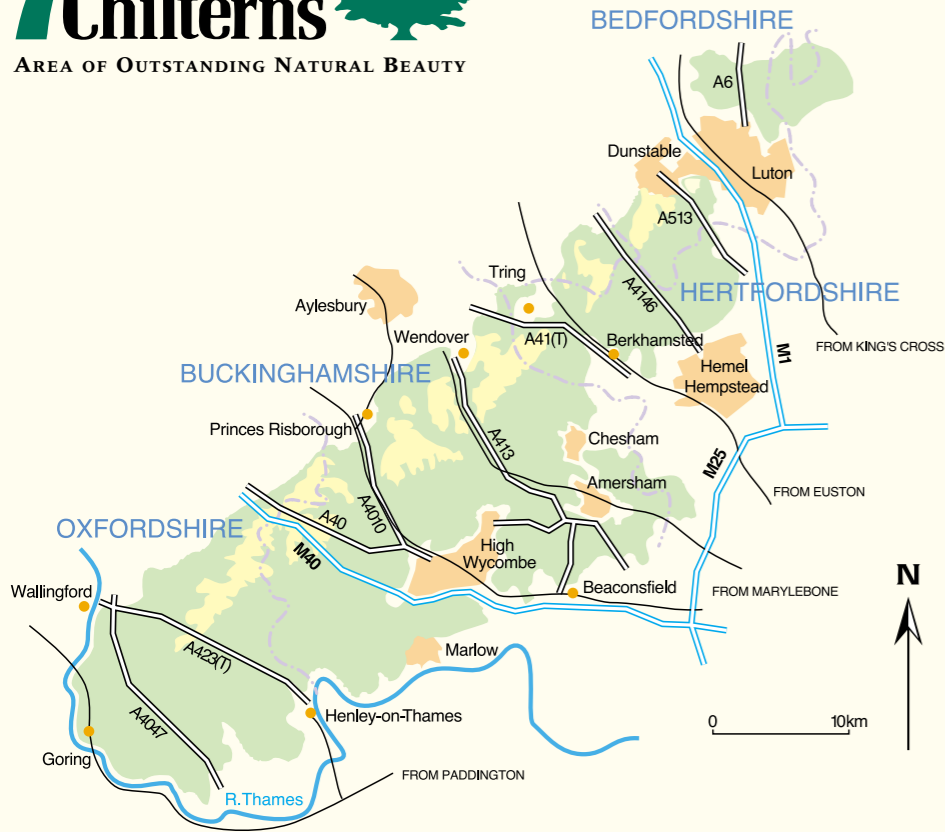 Chilterns
AREA OF OUTSTANDING NATURAL BEAUTY
BEDFORDSHIRE
A6
Dunstable
Luton
A513
Tring
A4146
HERTFORDSHIRE
Aylesbury
Wendover
A41(T)
Berkhamsted
M1
FROM KING'S CROSS
Hemel
Hempstead
BUCKINGHAMSHIRE
Princes Risborough
A413
Chesham
M25
Amersham
FROM EUSTON
A4010
A40
OXFORDSHIRE
M40
High
Wycombe
Beaconsfield
FROM MARYLEBONE
N
Wallingford
Marlow
A423(T)
A4047
Henley-on-Thames
0 10km
Goring
FROM PADDINGTON
R.Thames